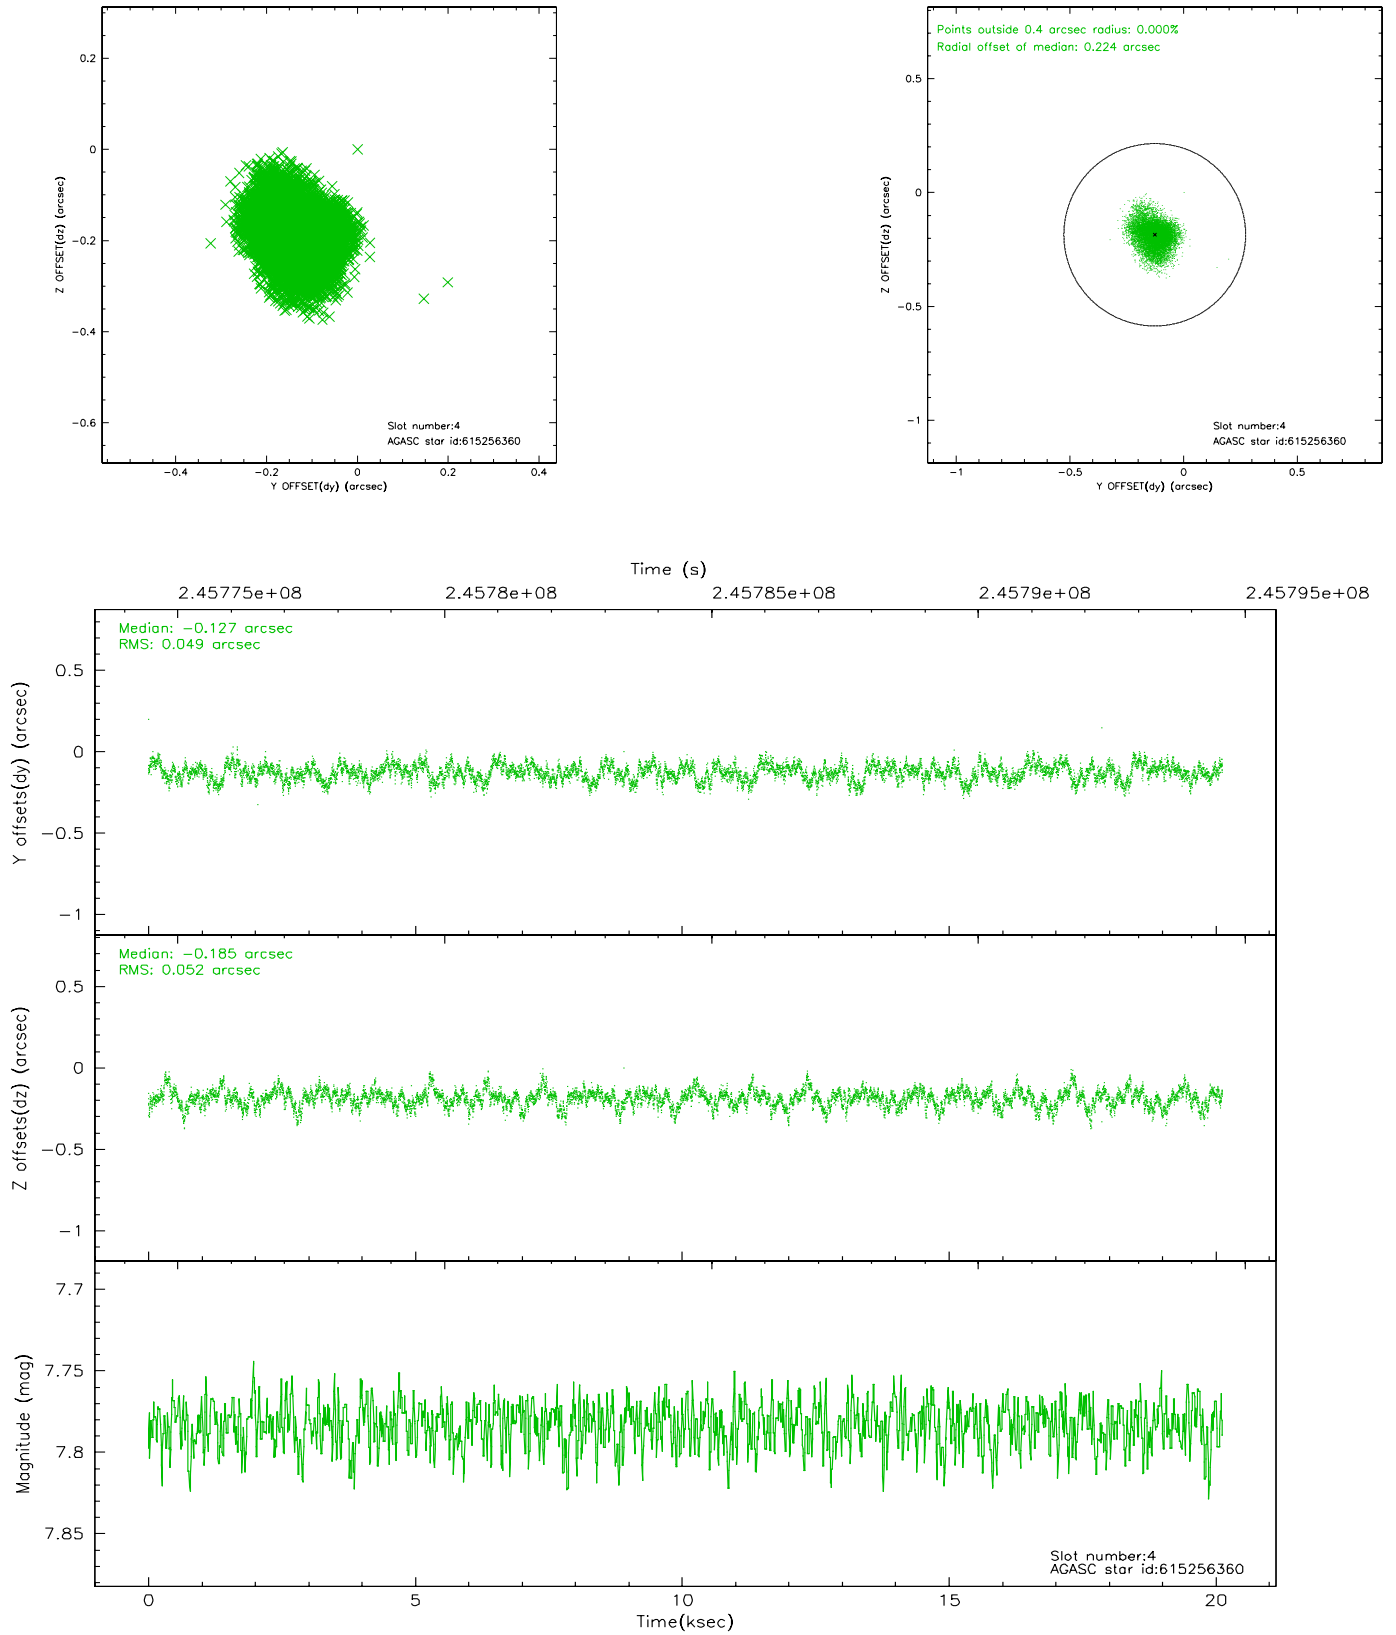 0.2
0
−0.2
−0.4
−0.6
Z OFFSET(dz) (arcsec)
Slot number:4
AGASC star id:615256360
−0.4 −0.2 0 0.2 0.4
Y OFFSET(dy) (arcsec)
Points outside 0.4 arcsec radius: 0.000%
Radial offset of median: 0.224 arcsec
0.5
0
−0.5
−1
Z OFFSET(dz) (arcsec)
Slot number:4
AGASC star id:615256360
−1 −0.5 0 0.5
Y OFFSET(dy) (arcsec)
Time (s)
2.45775e+08 2.4578e+08 2.45785e+08 2.4579e+08 2.45795e+08
Median: −0.127 arcsec
RMS: 0.049 arcsec
0.5
0
−0.5
−1
Y offsets(dy) (arcsec)
Median: −0.185 arcsec
RMS: 0.052 arcsec
0.5
0
−0.5
−1
Z offsets(dz) (arcsec)
7.7
7.75
7.8
7.85
Magnitude (mag)
Slot number:4
AGASC star id:615256360
0 5 10 15 20
Time(ksec)